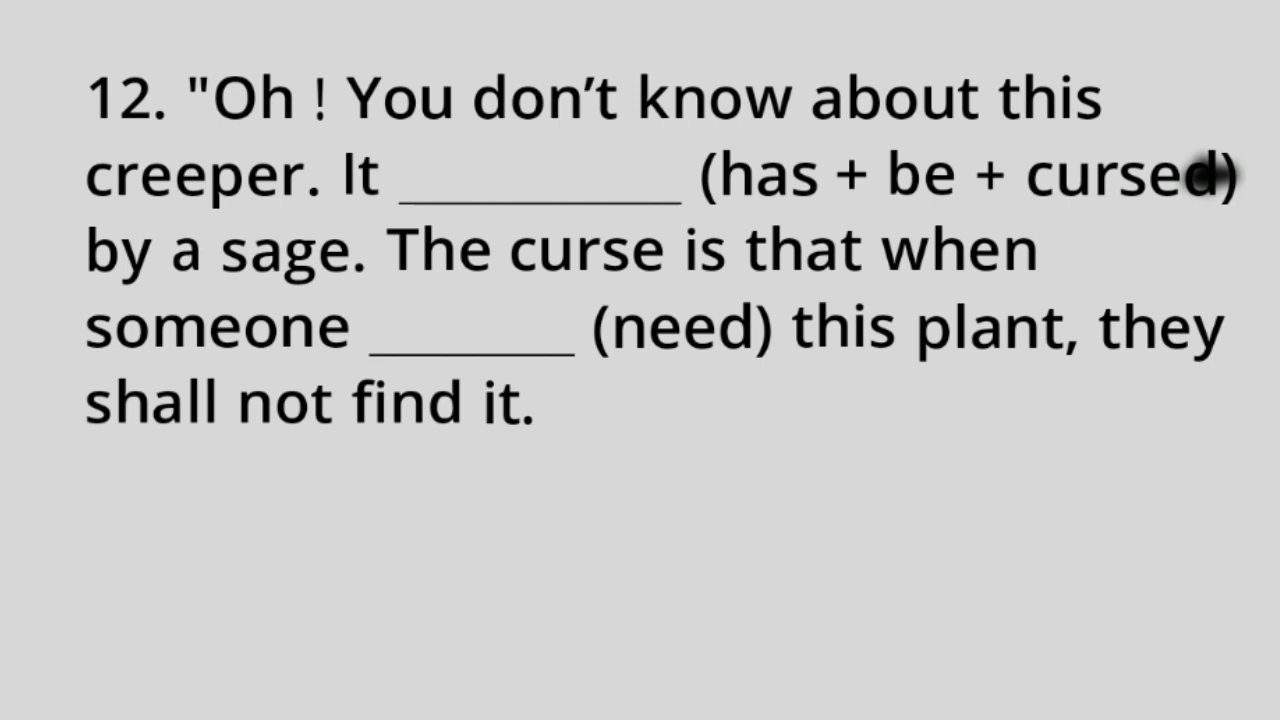 12. "Oh ! You don’t know about this
creeper. It __________ (has + be + cursed)
by a sage. The curse is that when
someone _______ (need) this plant, they
shall not find it.